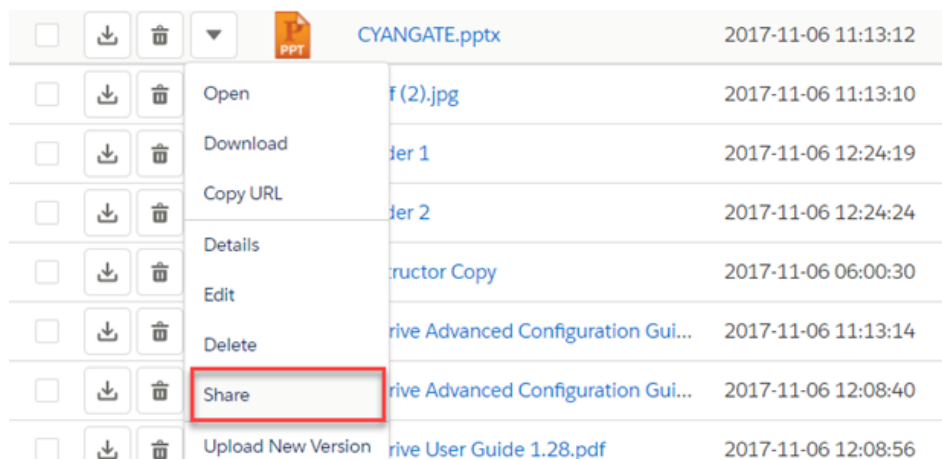 PPT CYANGATE.pptx 2017-11-06 11:13:12
Open f (2).jpg 2017-11-06 11:13:10
Download der 1 2017-11-06 12:24:19
Copy URL der 2 2017-11-06 12:24:24
Details
ructor Copy 2017-11-06 06:00:30
Edit
rive Advanced Configuration Gui... 2017-11-06 11:13:14
Delete
Share rive Advanced Configuration Gui... 2017-11-06 12:08:40
Upload New Version rive User Guide 1.28.pdf 2017-11-06 12:08:56